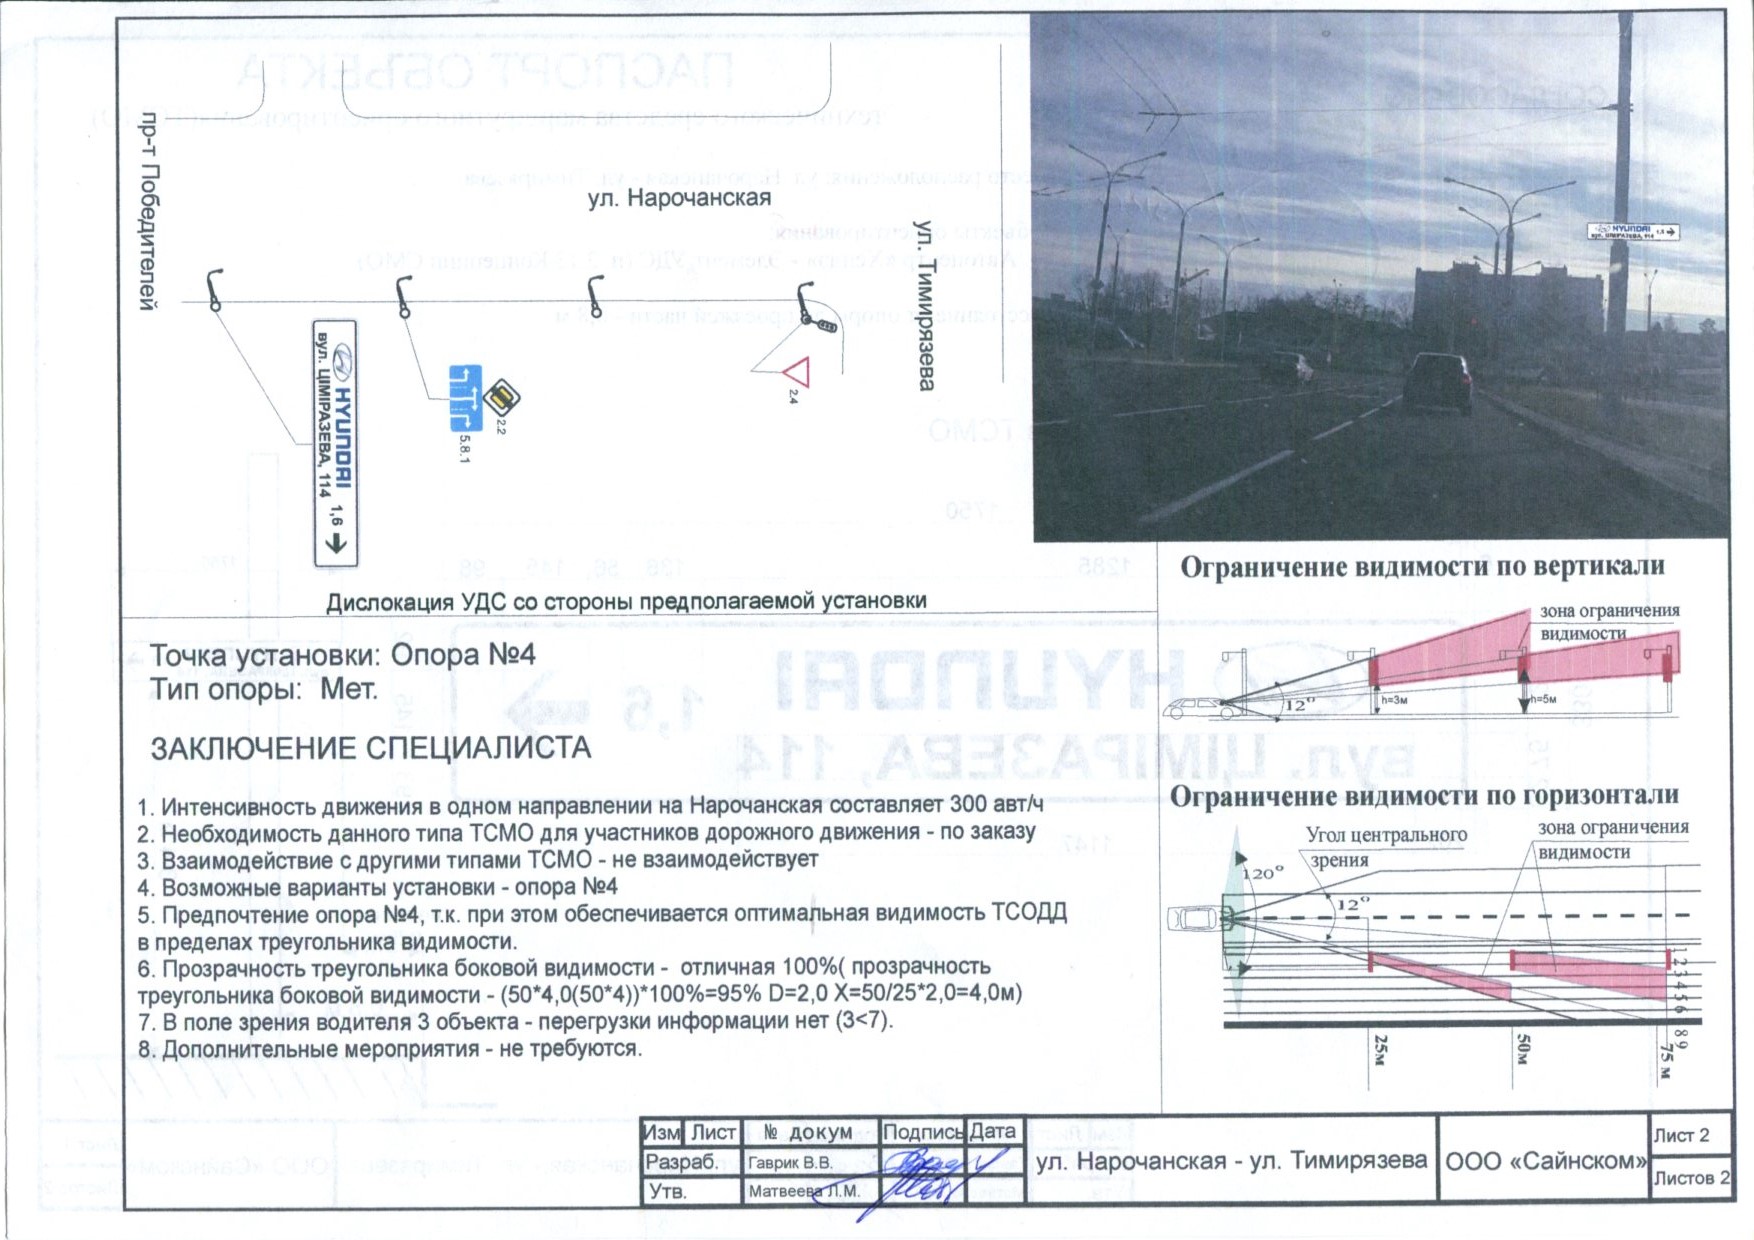 пр-т Победителей
ул. Нарочанская
ул. Тимирязева
HYUNDAI
вул. ЦІМІРАЗЕВА, 114 1,6
5.8.1
2.2
2.4
HYUNDAI
Дислокация УДС со стороны предполагаемой установки
Точка установки: Опора №4
Тип опоры: Мет.
ЗАКЛЮЧЕНИЕ СПЕЦИАЛИСТА
1. Интенсивность движения в одном направлении на Нарочанская составляет 300 авт/ч
2. Необходимость данного типа ТСМО для участников дорожного движения - по заказу
3. Взаимодействие с другими типами ТСМО - не взаимодействует
4. Возможные варианты установки - опора №4
5. Предпочтение опора №4, т.к. при этом обеспечивается оптимальная видимость ТСОДД
в пределах треугольника видимости.
6. Прозрачность треугольника боковой видимости - отличная 100%( прозрачность
треугольника боковой видимости - (50*4,0(50*4))*100%=95% D=2,0 X=50/25*2,0=4,0м)
7. В поле зрения водителя 3 объекта - перегрузки информации нет (3<7).
8. Дополнительные мероприятия - не требуются.
Ограничение видимости по вертикали
зона ограничения
видимости
12°
h=3м
h=5м
Ограничение видимости по горизонтали
Угол центрального
зрения
зона ограничения
видимости
120°
12°
1 2 3 4 5 6 8 9
25м
50м
75 м
Изм Лист № докум Подпись Дата
Разраб. Гаврик В.В.
Утв. Матвеева Л.М.
ул. Нарочанская - ул. Тимирязева
ООО «Сайнском»
Лист 2
Листов 2